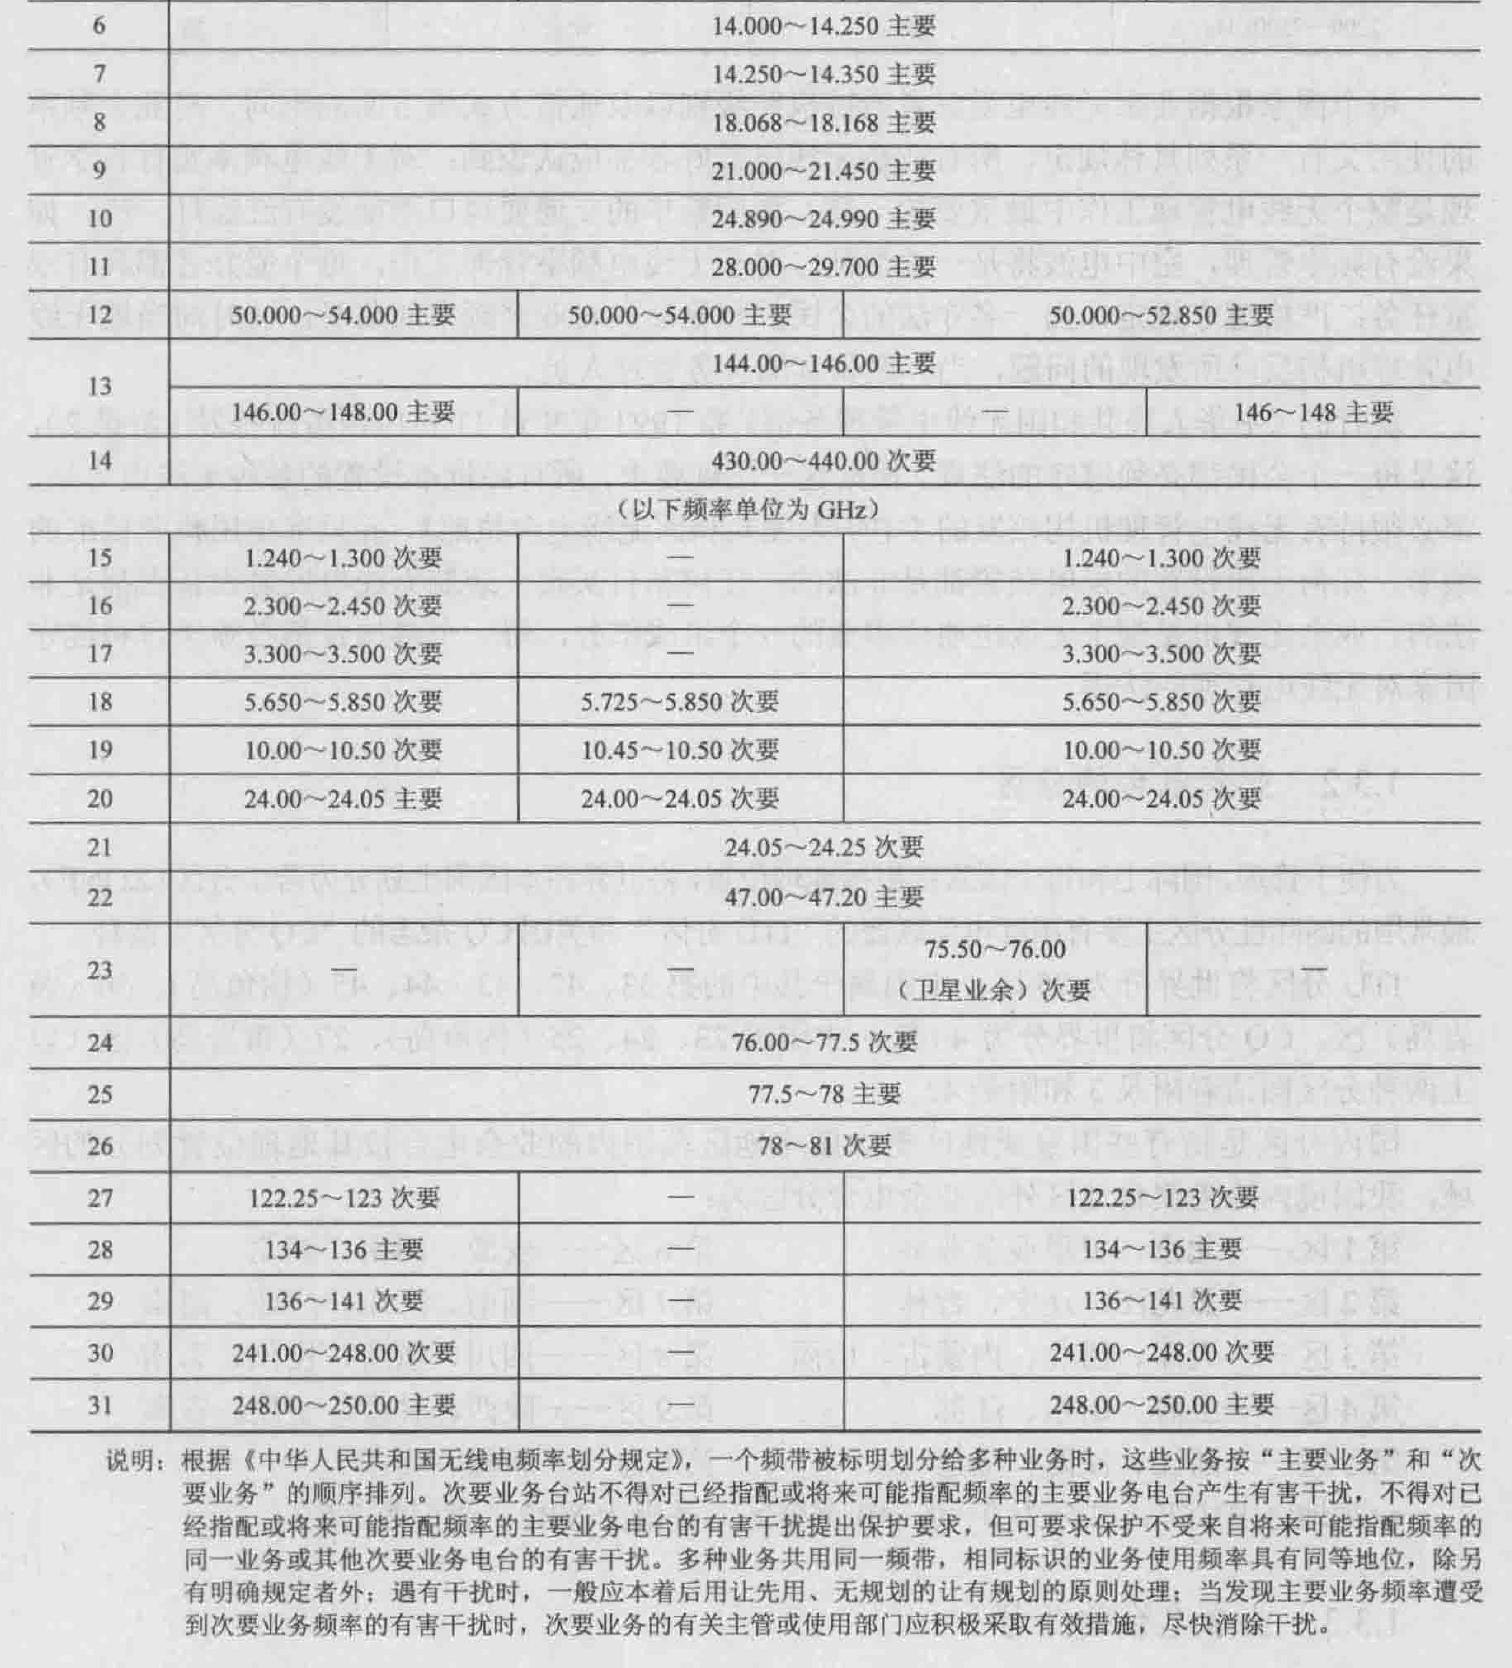 6 14.000～14.250 主要
7 14.250～14.350 主要
8 18.068～18.168 主要
9 21.000～21.450 主要
10 24.890～24.990 主要
11 28.000～29.700 主要
12 50.000～54.000 主要 50.000～54.000 主要 50.000～52.850 主要
13 144.00～146.00 主要
146.00～148.00 主要 — — 146～148 主要
14 430.00～440.00 次要
（以下频率单位为 GHz）
15 1.240～1.300 次要 — 1.240～1.300 次要
16 2.300～2.450 次要 — 2.300～2.450 次要
17 3.300～3.500 次要 — 3.300～3.500 次要
18 5.650～5.850 次要 5.725～5.850 次要 5.650～5.850 次要
19 10.00～10.50 次要 10.45～10.50 次要 10.00～10.50 次要
20 24.00～24.05 主要 24.00～24.05 次要 24.00～24.05 次要
21 24.05～24.25 次要
22 47.00～47.20 主要
23 — — 75.50～76.00 —
（卫星业余）次要
24 76.00～77.5 次要
25 77.5～78 主要
26 78～81 次要
27 122.25～123 次要 — 122.25～123 次要
28 134～136 主要 — 134～136 主要
29 136～141 次要 — 136～141 次要
30 241.00～248.00 次要 — 241.00～248.00 次要
31 248.00～250.00 主要 — 248.00～250.00 主要
说明：根据《中华人民共和国无线电频率划分规定》，一个频带被标明划分给多种业务时，这些业务按“主要业务”和“次
要业务”的顺序排列。次要业务台站不得对已经指配或将来可能指配频率的主要业务电台产生有害干扰，不得对已
经指配或将来可能指配频率的主要业务电台的有害干扰提出保护要求，但可要求保护不受来自将来可能指配频率的
同一业务或其他次要业务电台的有害干扰。多种业务共用同一频带，相同标识的业务使用频率具有同等地位，除另
有明确规定者外；遇有干扰时，一般应本着后用让先用、无规划的让有规划的原则处理；当发现主要业务频率遭受
到次要业务频率的有害干扰时，次要业务的有关主管或使用部门应积极采取有效措施，尽快消除干扰。